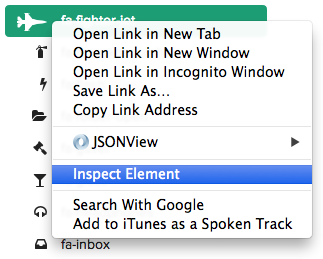 fa-fighter-jet
Open Link in New Tab
Open Link in New Window
Open Link in Incognito Window
Save Link As...
Copy Link Address
JSONView
Inspect Element
Search With Google
Add to iTunes as a Spoken Track
fa-inbox